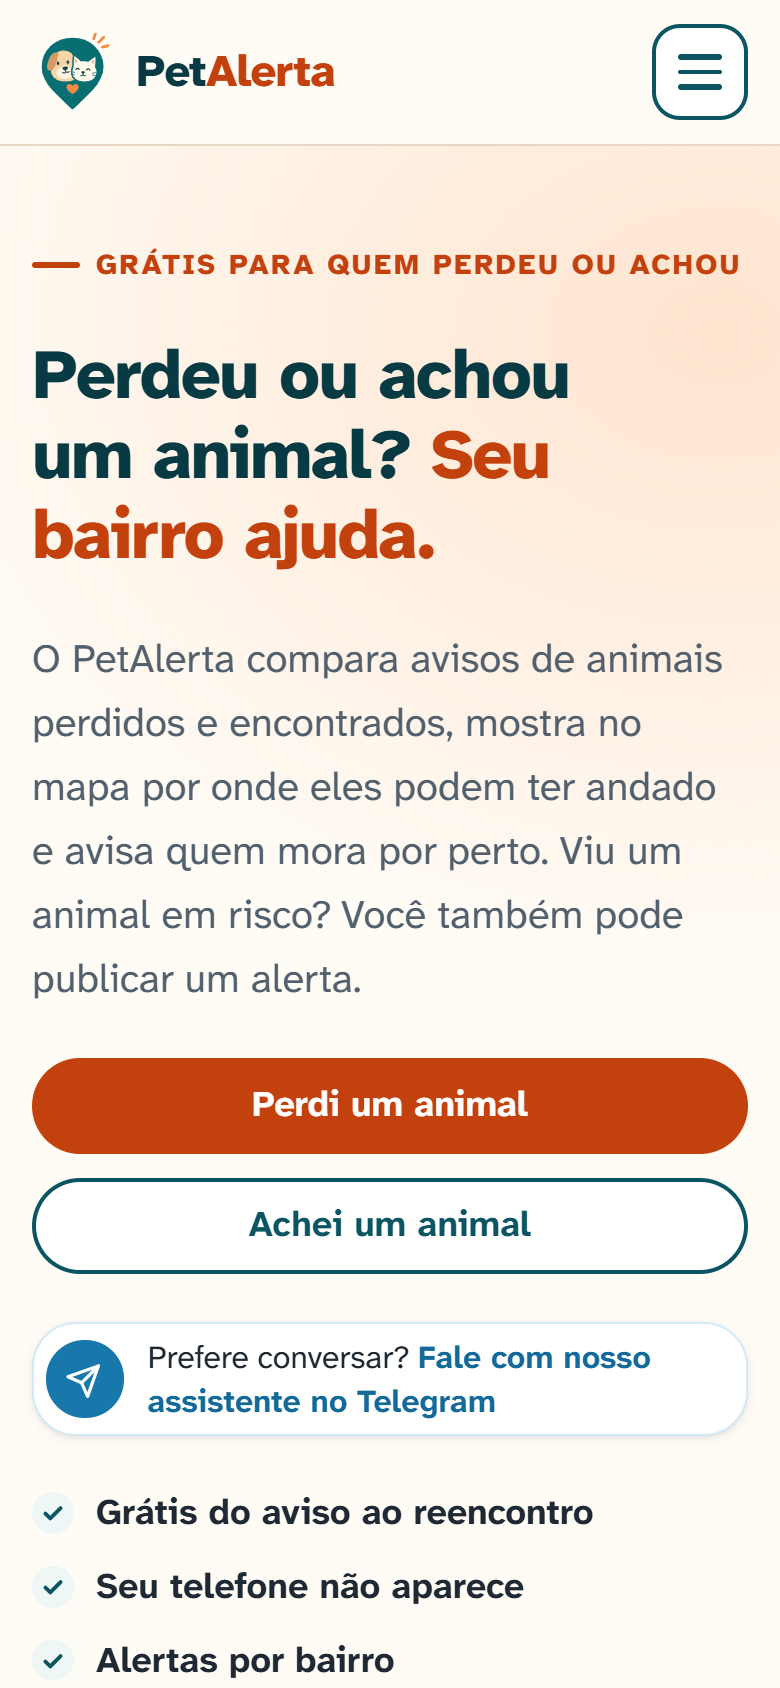 PetAlerta
GRÁTIS PARA QUEM PERDEU OU ACHOU
Perdeu ou achou
um animal? Seu
bairro ajuda.
O PetAlerta compara avisos de animais
perdidos e encontrados, mostra no
mapa por onde eles podem ter andado
e avisa quem mora por perto. Viu um
animal em risco? Você também pode
publicar um alerta.
Perdi um animal
Achei um animal
Prefere conversar? Fale com nosso
assistente no Telegram
Grátis do aviso ao reencontro
Seu telefone não aparece
Alertas por bairro